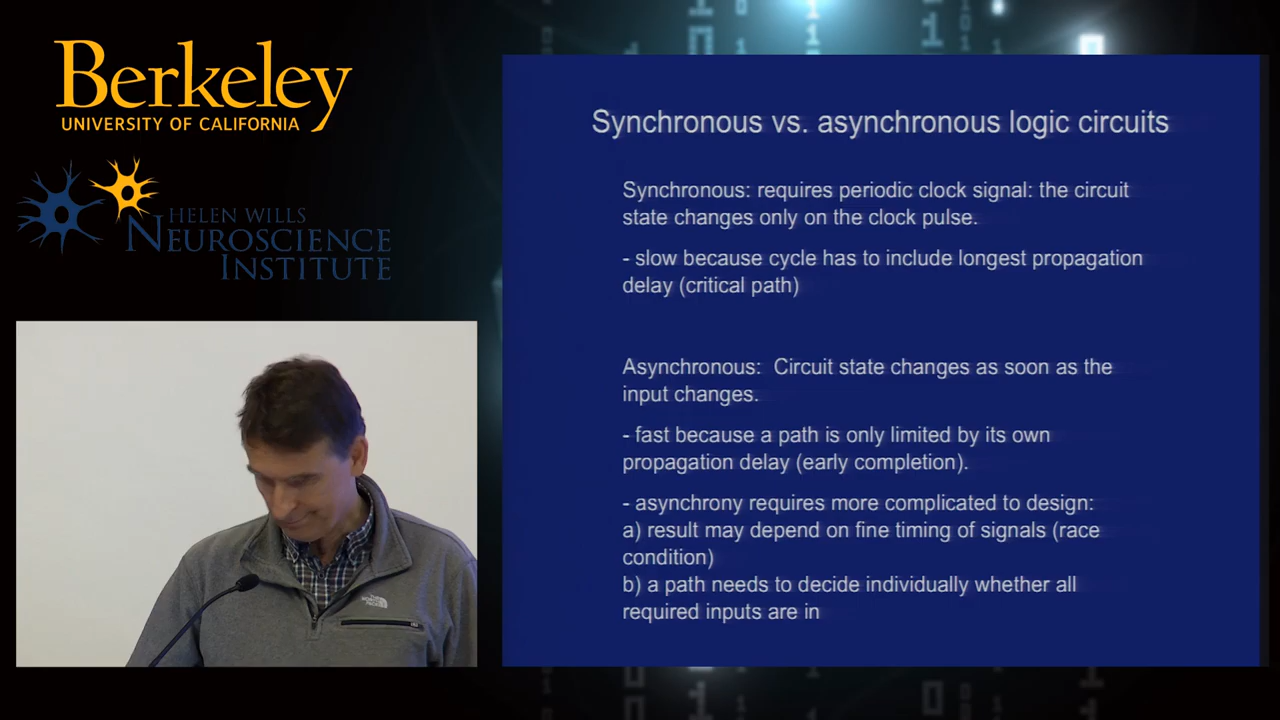 Berkeley
UNIVERSITY OF CALIFORNIA
HELEN WILLS
NEUROSCIENCE
INSTITUTE
Synchronous vs. asynchronous logic circuits
Synchronous: requires periodic clock signal: the circuit
state changes only on the clock pulse.
- slow because cycle has to include longest propagation
delay (critical path)
Asynchronous: Circuit state changes as soon as the
input changes.
- fast because a path is only limited by its own
propagation delay (early completion).
- asynchrony requires more complicated to design:
a) result may depend on fine timing of signals (race
condition)
b) a path needs to decide individually whether all
required inputs are in